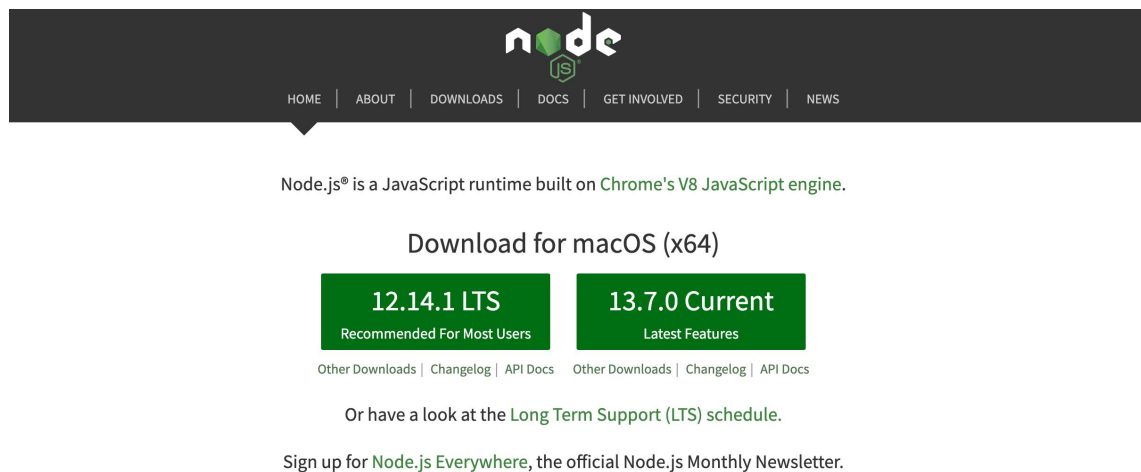 node
JS
HOME | ABOUT | DOWNLOADS | DOCS | GET INVOLVED | SECURITY | NEWS
Node.js® is a JavaScript runtime built on Chrome's V8 JavaScript engine.
Download for macOS (x64)
12.14.1 LTS 13.7.0 Current
Recommended For Most Users Latest Features
Other Downloads | Changelog | API Docs Other Downloads | Changelog | API Docs
Or have a look at the Long Term Support (LTS) schedule.
Sign up for Node.js Everywhere, the official Node.js Monthly Newsletter.